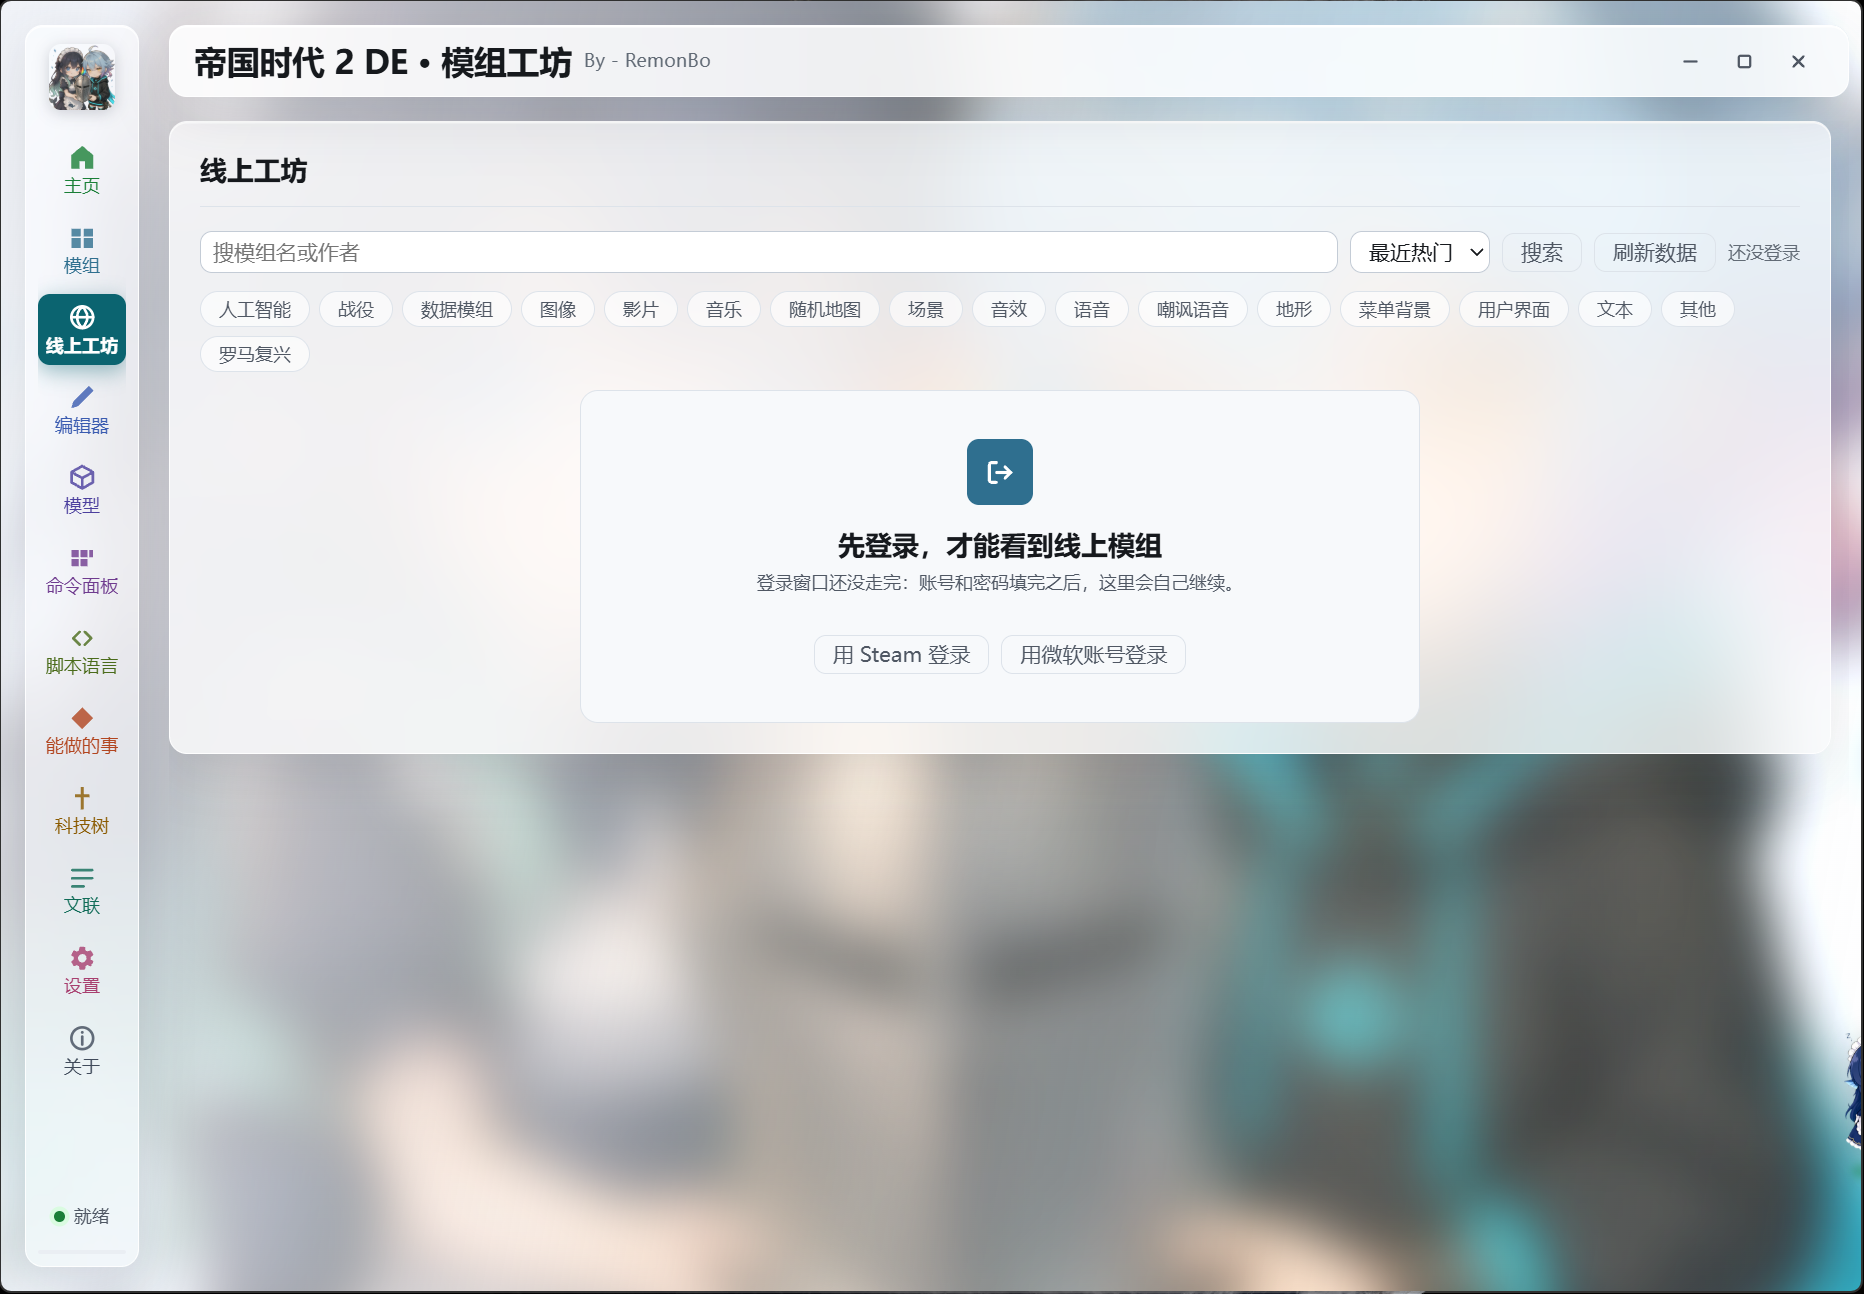 帝国时代 2 DE • 模组工坊 By - RemonBo
主页
模组
线上工坊
编辑器
模型
命令面板
脚本语言
能做的事
科技树
文联
设置
关于
就绪
线上工坊
搜模组名或作者 最近热门 搜索 刷新数据 还没登录
人工智能 战役 数据模组 图像 影片 音乐 随机地图 场景 音效 语音 嘲讽语音 地形 菜单背景 用户界面 文本 其他
罗马复兴
先登录，才能看到线上模组
登录窗口还没走完：账号和密码填完之后，这里会自己继续。
用 Steam 登录 用微软账号登录